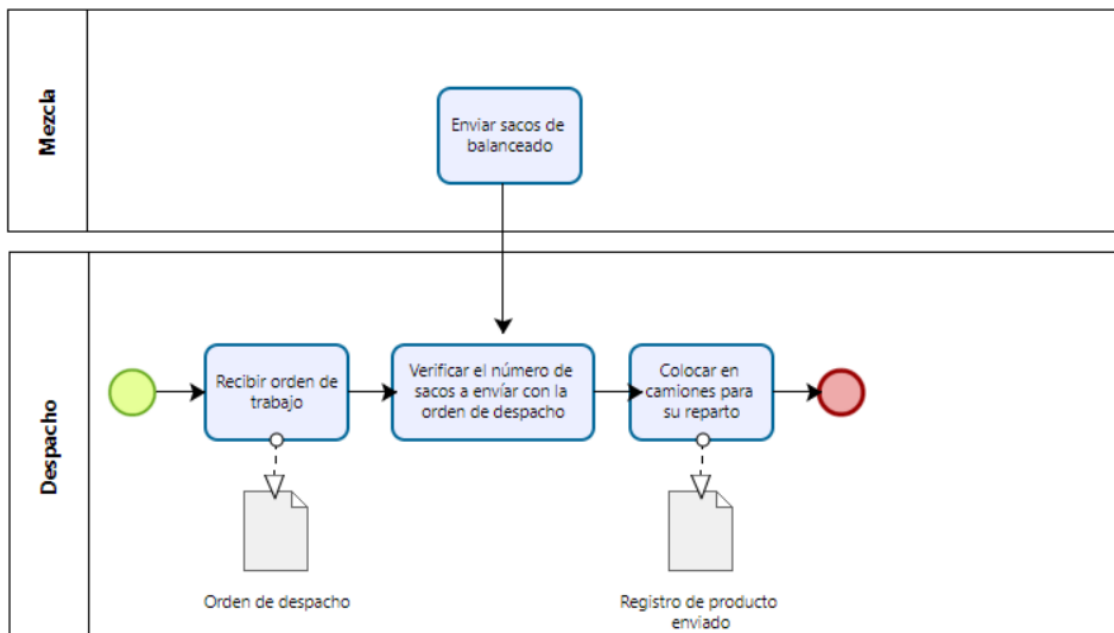 Mezcla
Enviar sacos de
balanceado
Despacho
Recibir orden de
trabajo
Verificar el número de
sacos a envíar con la
orden de despacho
Colocar en
camiones para
su reparto
Orden de despacho
Registro de producto
enviado